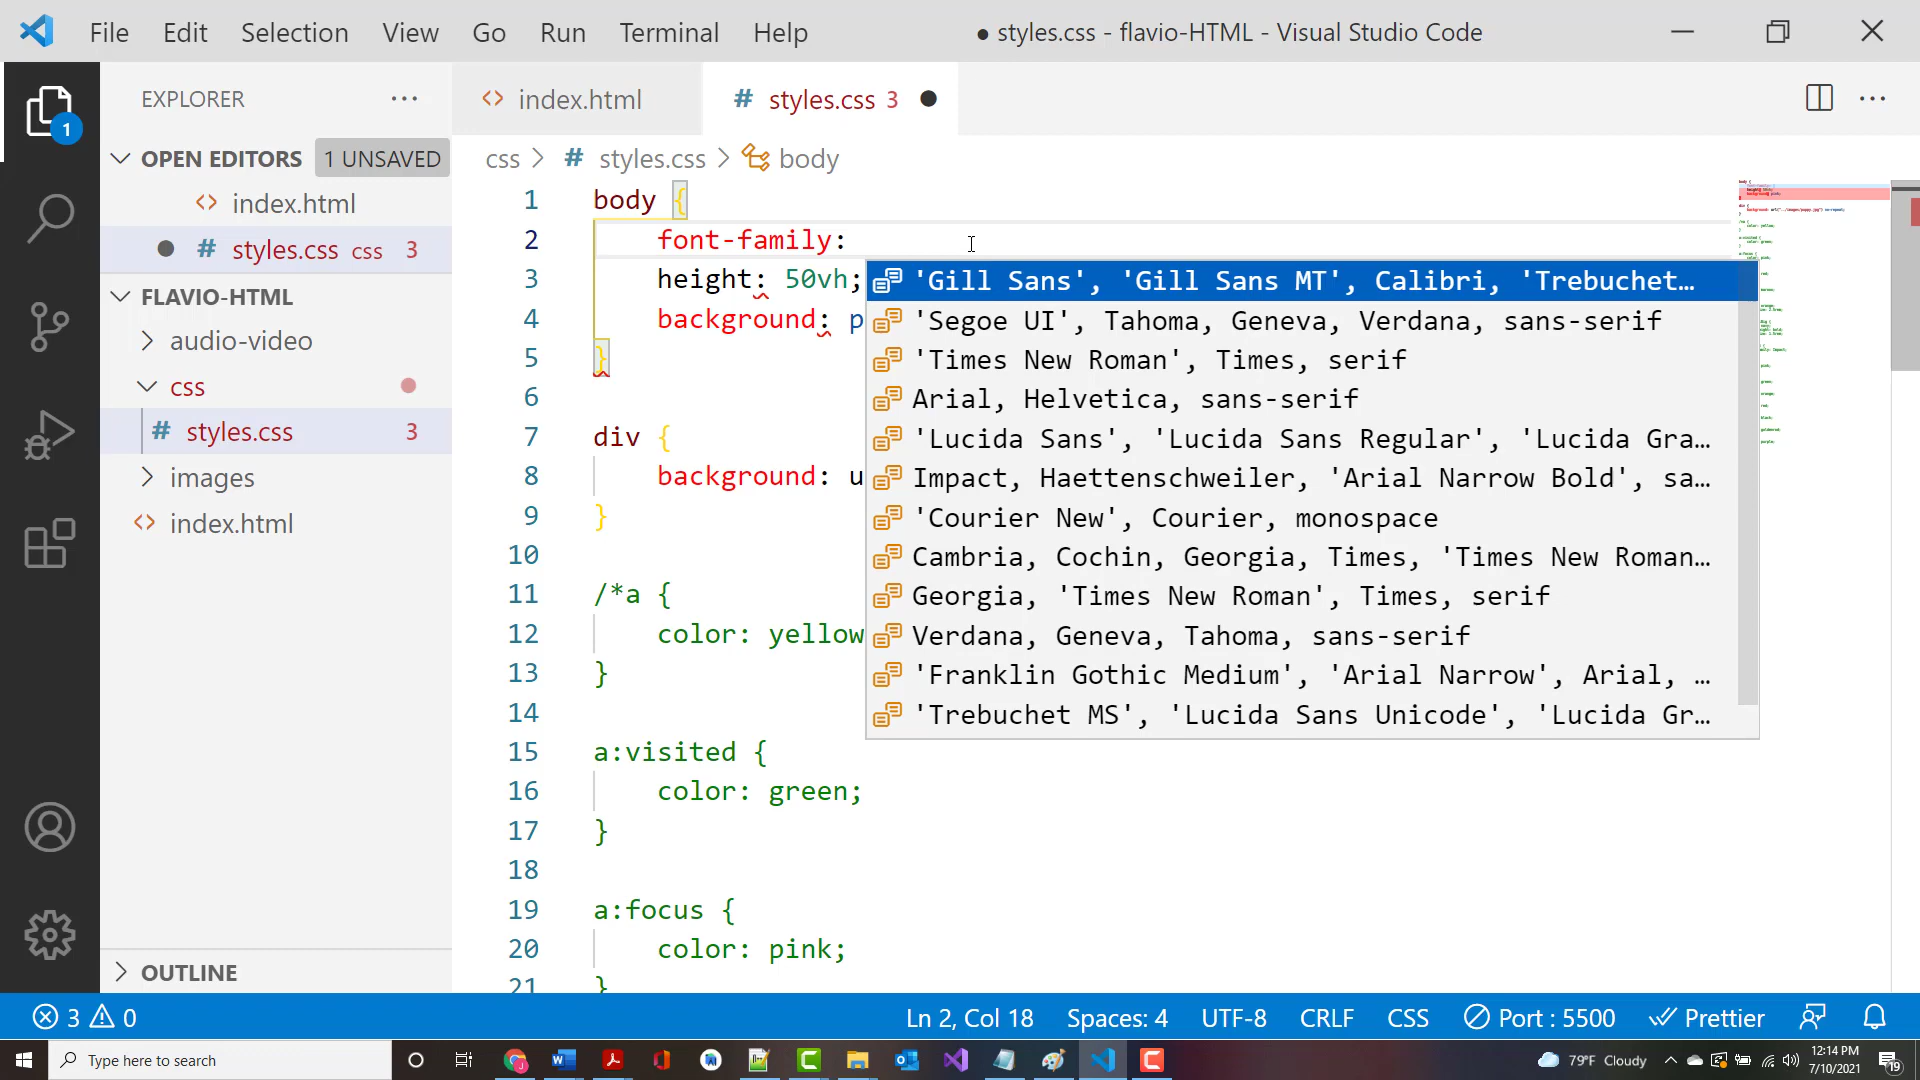 File Edit Selection View Go Run Terminal Help
● styles.css - flavio-HTML - Visual Studio Code
1
EXPLORER ...
OPEN EDITORS 1 UNSAVED
<> index.html
● # styles.css css 3
FLAVIO-HTML
audio-video
css
# styles.css 3
images
<> index.html
OUTLINE
<> index.html
# styles.css 3 ●
css > # styles.css > body
1 body {
2 font-family:
3 height: 50vh;
4 background: p
5 }
6
7 div {
8 background: u
9 }
10
11 /*a {
12 color: yellow
13 }
14
15 a:visited {
16 color: green;
17 }
18
19 a:focus {
20 color: pink;
21 }
'Gill Sans', 'Gill Sans MT', Calibri, 'Trebuchet…
'Segoe UI', Tahoma, Geneva, Verdana, sans-serif
'Times New Roman', Times, serif
Arial, Helvetica, sans-serif
'Lucida Sans', 'Lucida Sans Regular', 'Lucida Gra…
Impact, Haettenschweiler, 'Arial Narrow Bold', sa…
'Courier New', Courier, monospace
Cambria, Cochin, Georgia, Times, 'Times New Roman…
Georgia, 'Times New Roman', Times, serif
Verdana, Geneva, Tahoma, sans-serif
'Franklin Gothic Medium', 'Arial Narrow', Arial, …
'Trebuchet MS', 'Lucida Sans Unicode', 'Lucida Gr…
3 0
Ln 2, Col 18 Spaces: 4 UTF-8 CRLF CSS Port : 5500 Prettier
Type here to search
79°F Cloudy
12:14 PM
7/10/2021
19